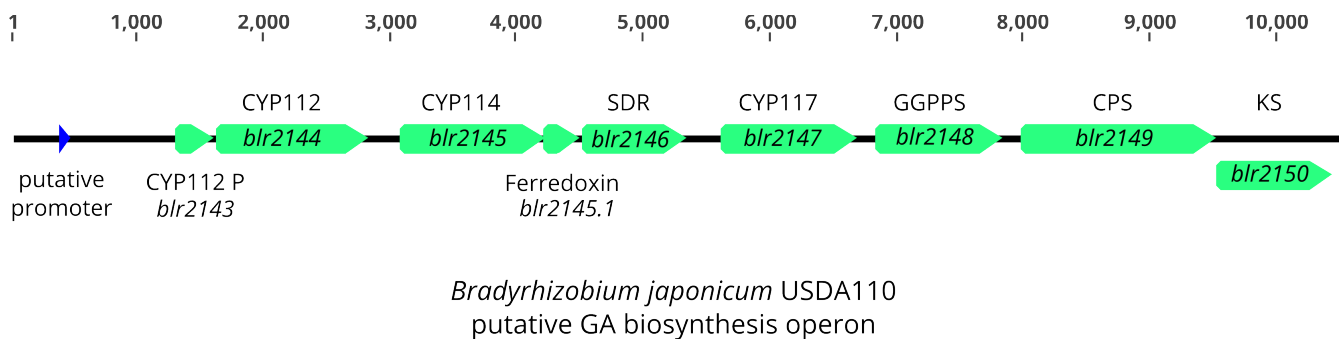 1 1,000 2,000 3,000 4,000 5,000 6,000 7,000 8,000 9,000 10,000
CYP112 CYP114 SDR CYP117 GGPPS CPS KS
blr2144 blr2145 blr2146 blr2147 blr2148 blr2149
blr2150
putative CYP112 P Ferredoxin
promoter blr2143 blr2145.1
Bradyrhizobium japonicum USDA110
putative GA biosynthesis operon